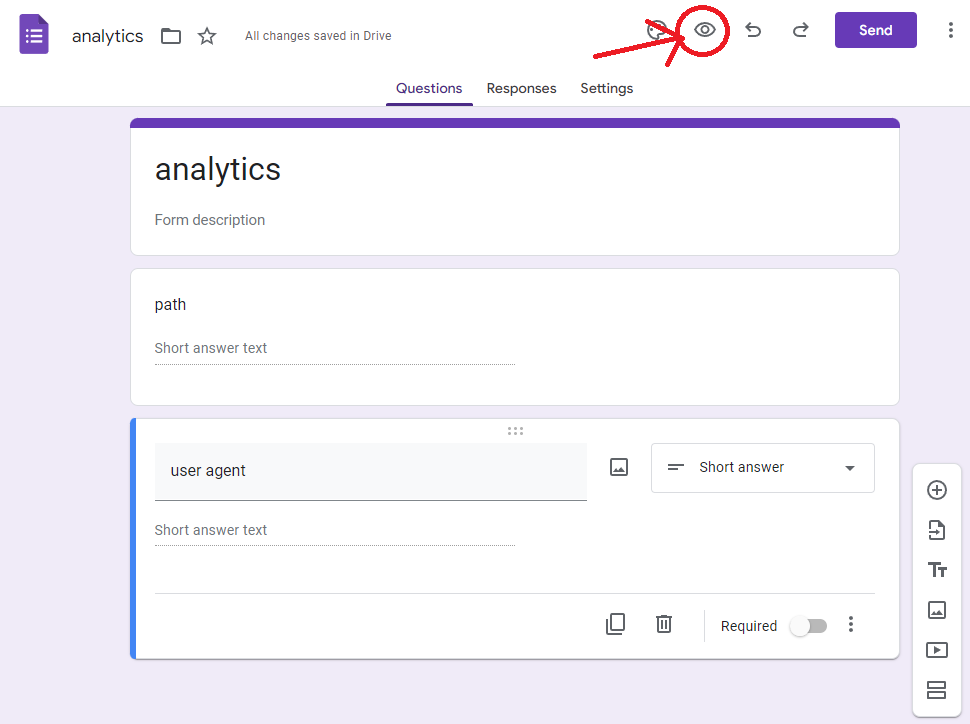 analytics
All changes saved in Drive
Send
Questions Responses Settings
analytics
Form description
path
Short answer text
user agent
Short answer
Short answer text
Required